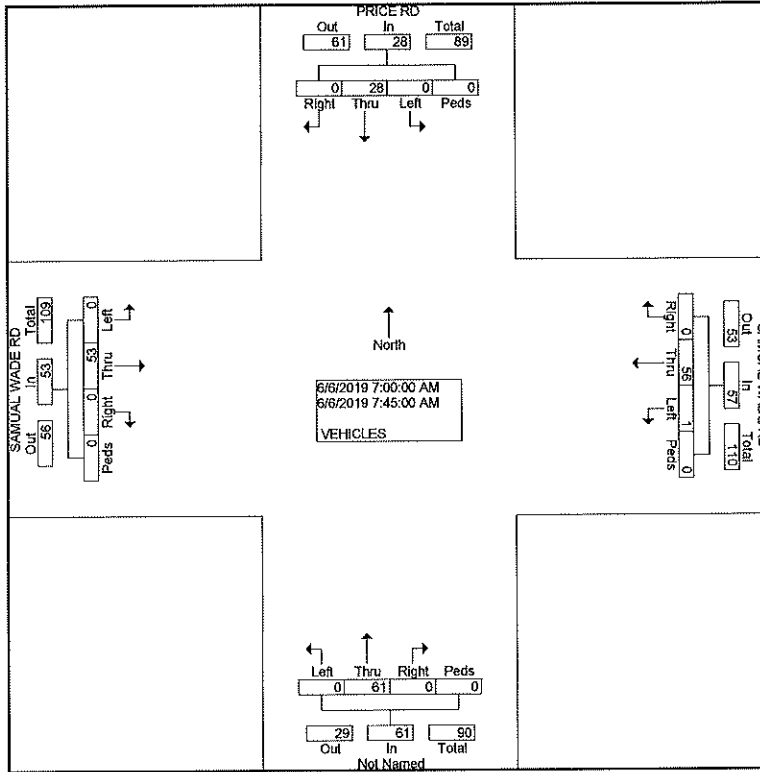 PRICE RD
Out In Total
61 28 89
0 28 0 0
Right Thru Left Peds
SAMUAL WADE RD
Total In Out
109 53 56
0 53 0 0
Left Thru Right Peds
North
6/6/2019 7:00:00 AM
6/6/2019 7:45:00 AM
VEHICLES
Right Thru Left Peds
0 56 1 0
Out In Total
53 57 110
Left Thru Right Peds
0 61 0 0
29 61 90
Out In Total
Not Named